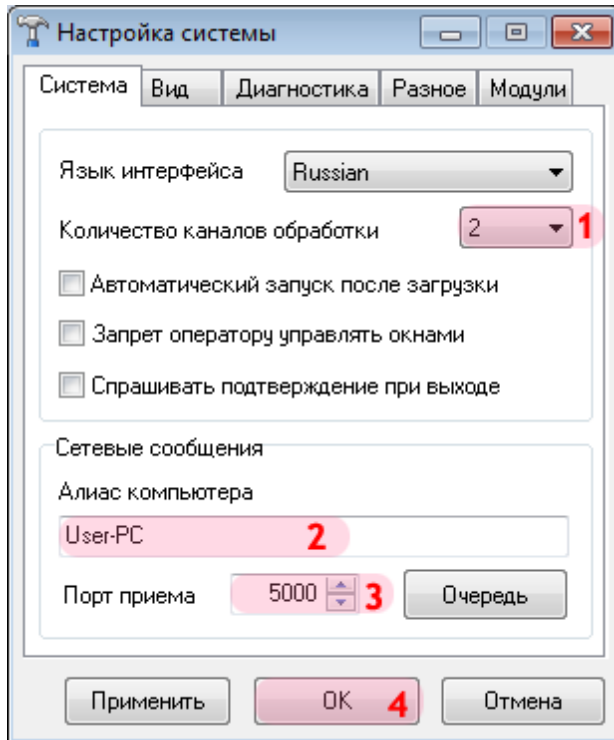 Настройка системы
Система Вид Диагностика Разное Модули
Язык интерфейса Russian
Количество каналов обработки 2 1
Автоматический запуск после загрузки
Запрет оператору управлять окнами
Спрашивать подтверждение при выходе
Сетевые сообщения
Алиас компьютера
User-PC 2
Порт приема 5000 3 Очередь
Применить OK 4 Отмена